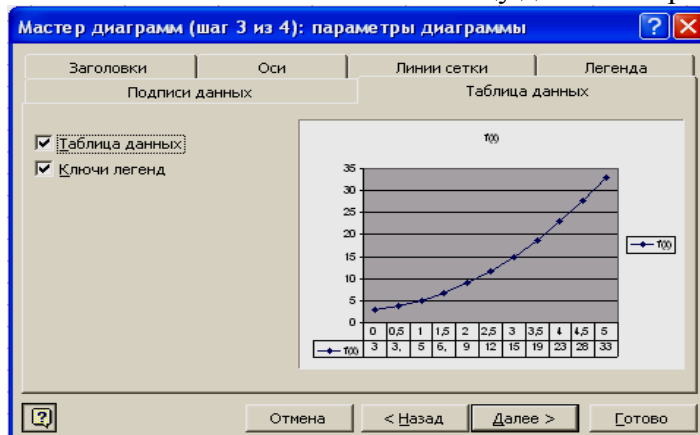 Мастер диаграмм (шаг 3 из 4): параметры диаграммы
Заголовки Оси Линии сетки Легенда
Подписи данных Таблица данных
Таблица данных
Ключи легенд
f(x)
35
30
25
20
15
10
5
0
f(x)
0 0,5 1 1,5 2 2,5 3 3,5 4 4,5 5
f(x) 3 3, 5 6, 9 12 15 19 23 28 33
Отмена < Назад Далее > Готово